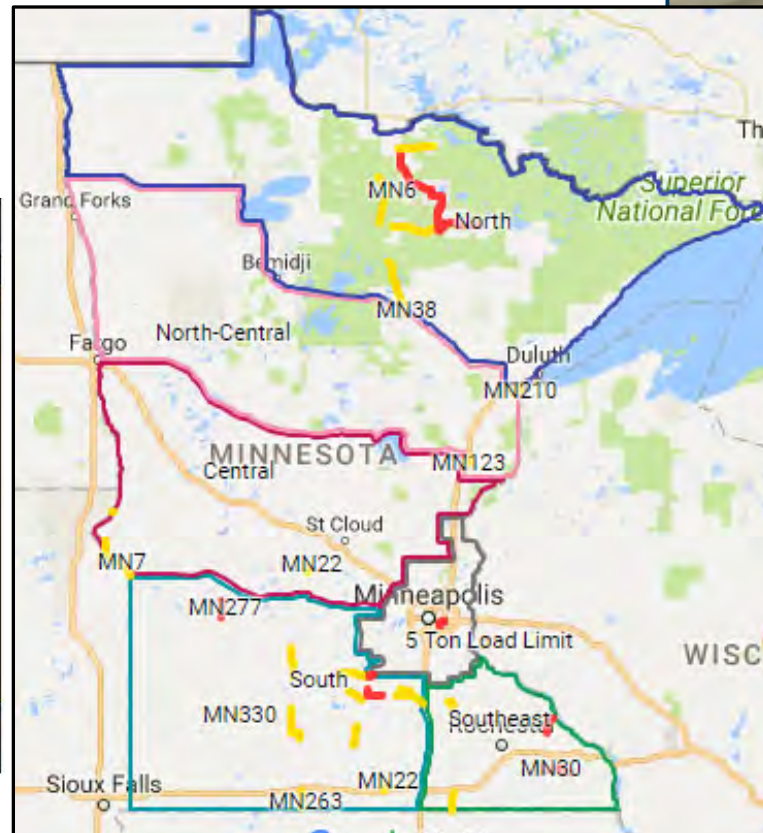 Th
MN6
Superior
National Fore
Grand Forks
North
Bemidji
MN38
North-Central
Fargo
Duluth
MN210
MINNESOTA
MN123
Central
St Cloud
MN7
MN22
Minneapolis
MN277
5 Ton Load Limit
WISC
South
MN330
Southeast
MN30
MN22
Sioux Falls
MN263